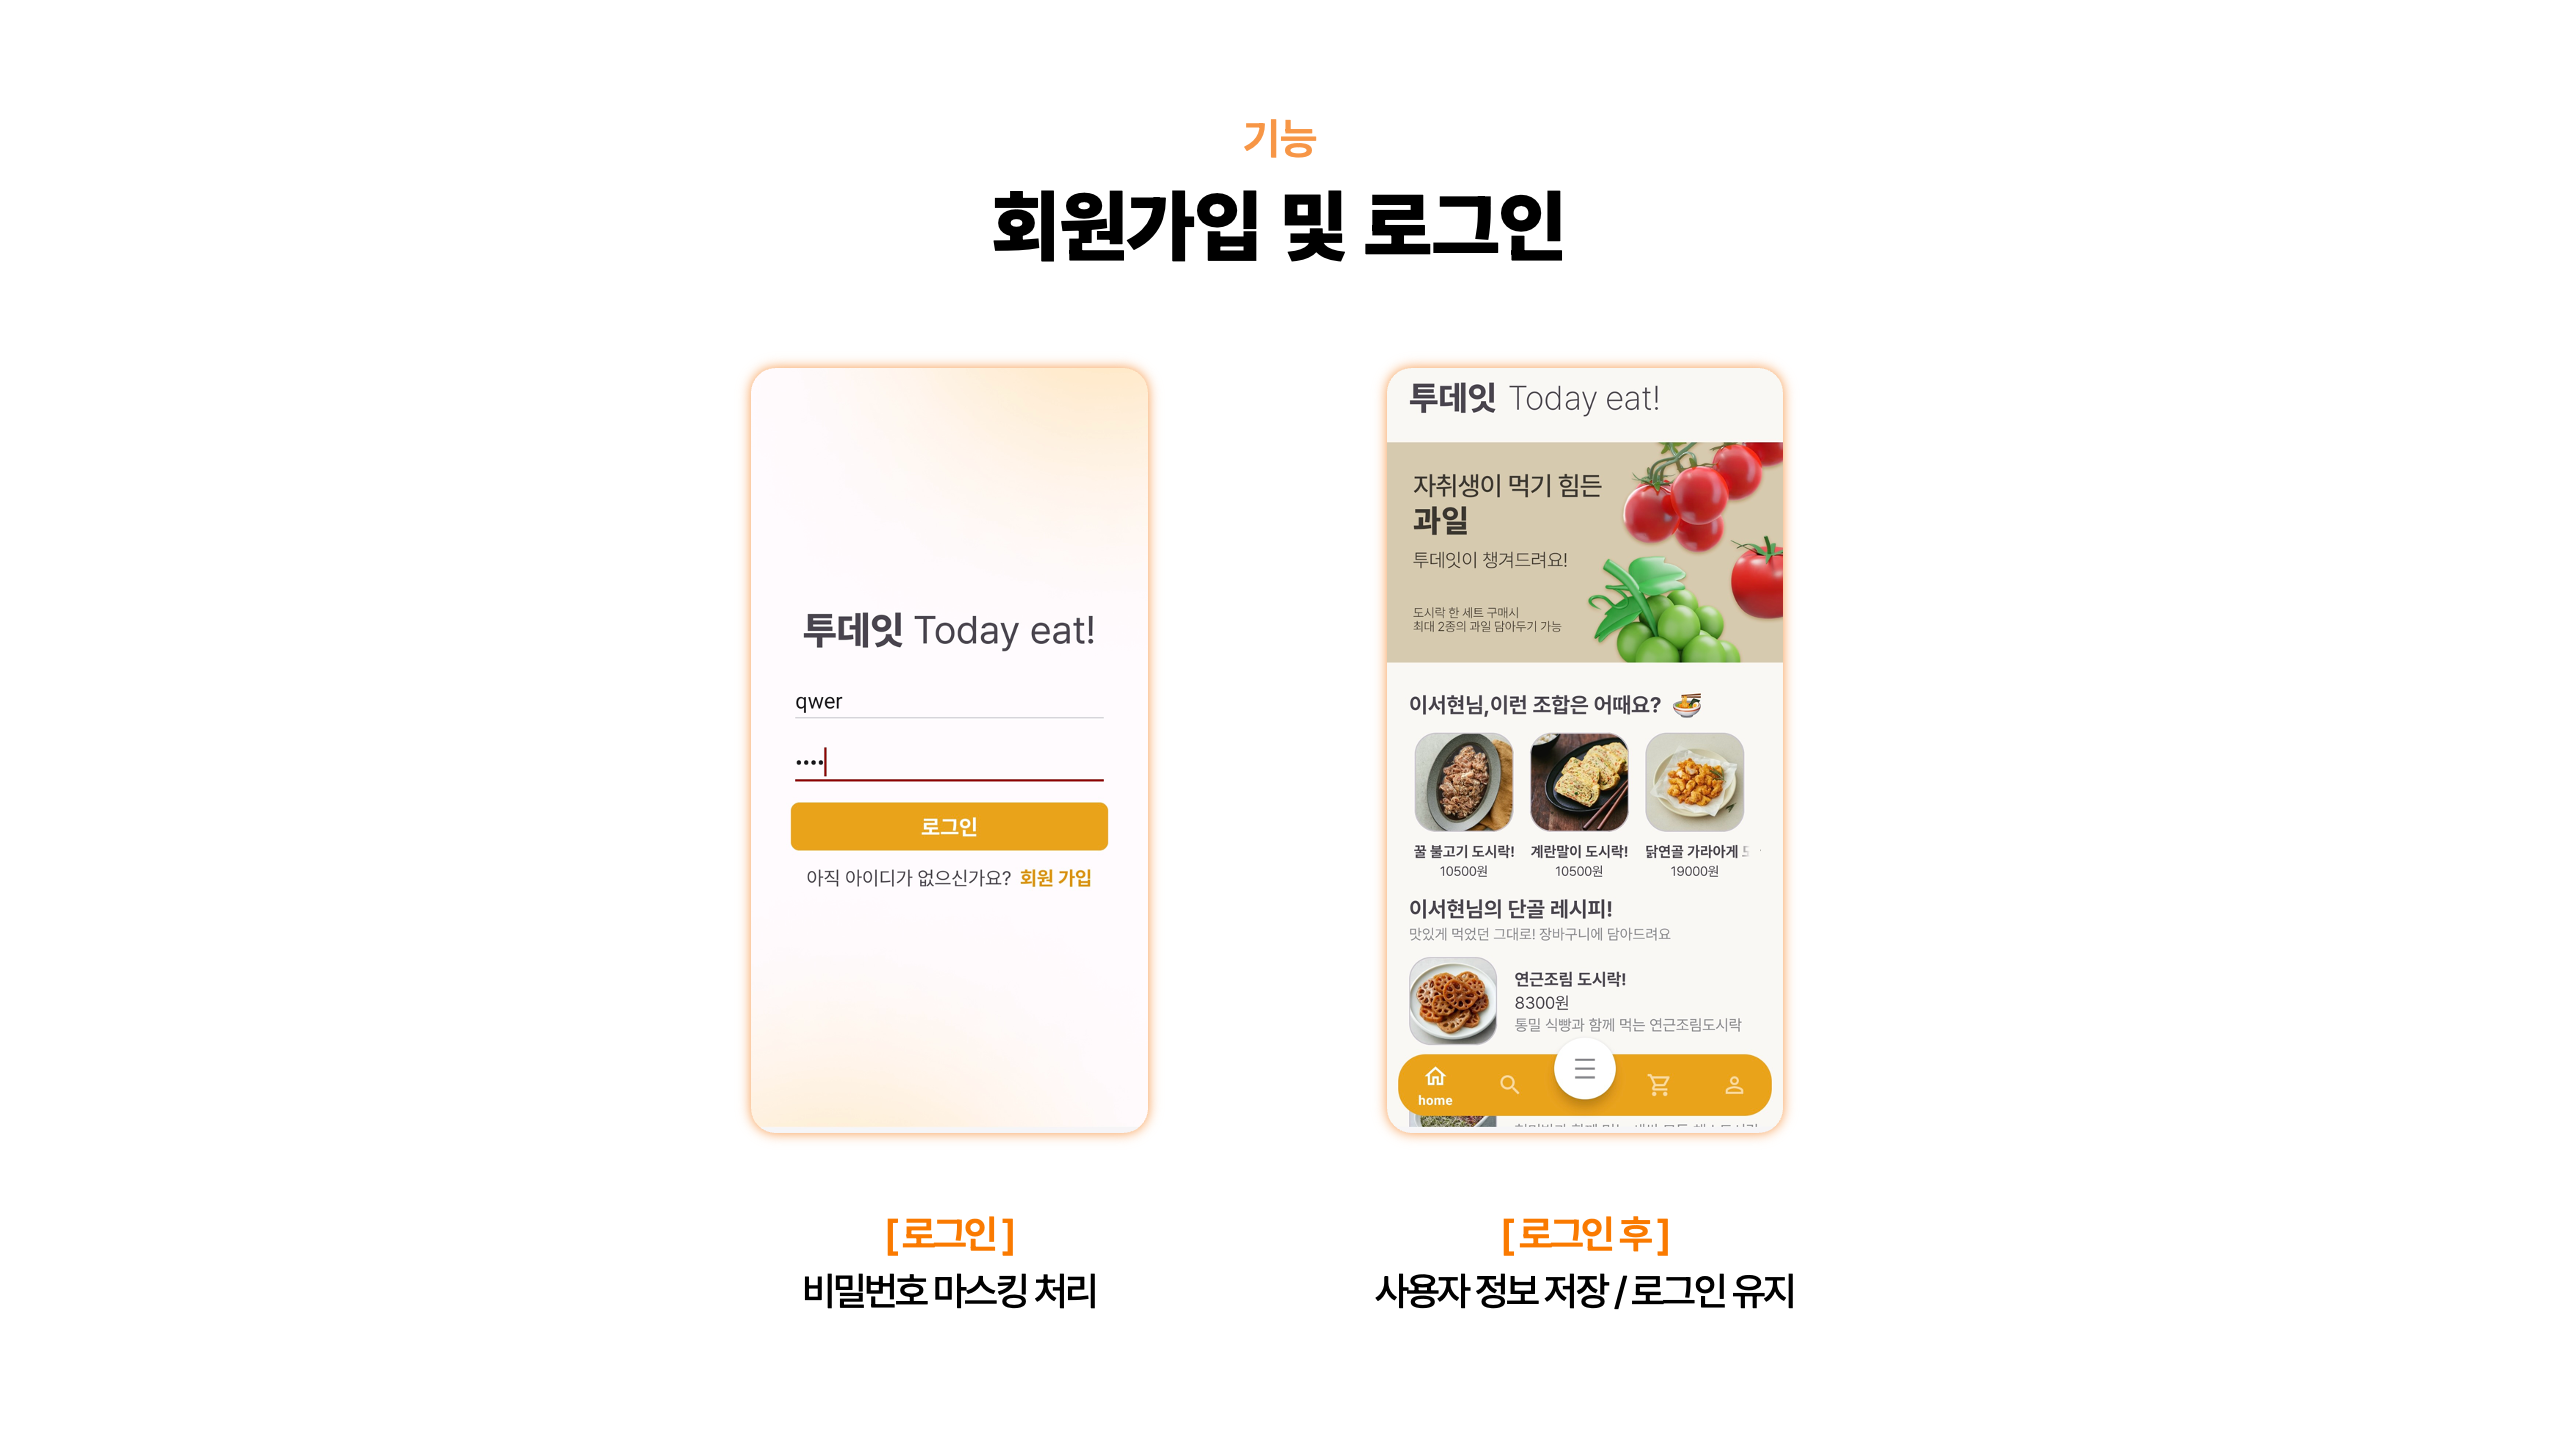 기능
회원가입 및 로그인
투데잇 Today eat!
qwer
••••
로그인
아직 아이디가 없으신가요? 회원 가입
[ 로그인 ]
비밀번호 마스킹 처리
투데잇 Today eat!
자취생이 먹기 힘든
과일
투데잇이 챙겨드려요!
도시락 한 세트 구매시
최대 2종의 과일 담아두기 가능
이서현님,이런 조합은 어때요?
꿀 불고기 도시락! 계란말이 도시락! 닭연골 가라아게
10500원 10500원 19000원
이서현님의 단골 레시피!
맛있게 먹었던 그대로! 장바구니에 담아드려요
연근조림 도시락!
8300원
통밀 식빵과 함께 먹는 연근조림도시락
home
[ 로그인 후 ]
사용자 정보 저장 / 로그인 유지